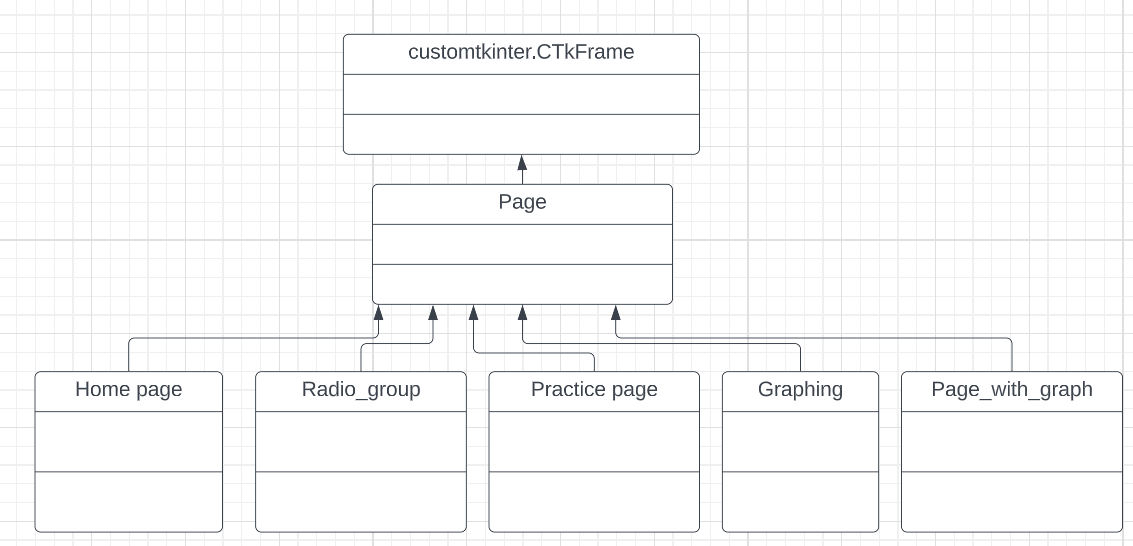 customtkinter.CTkFrame
Page
Home page
Radio_group
Practice page
Graphing
Page_with_graph